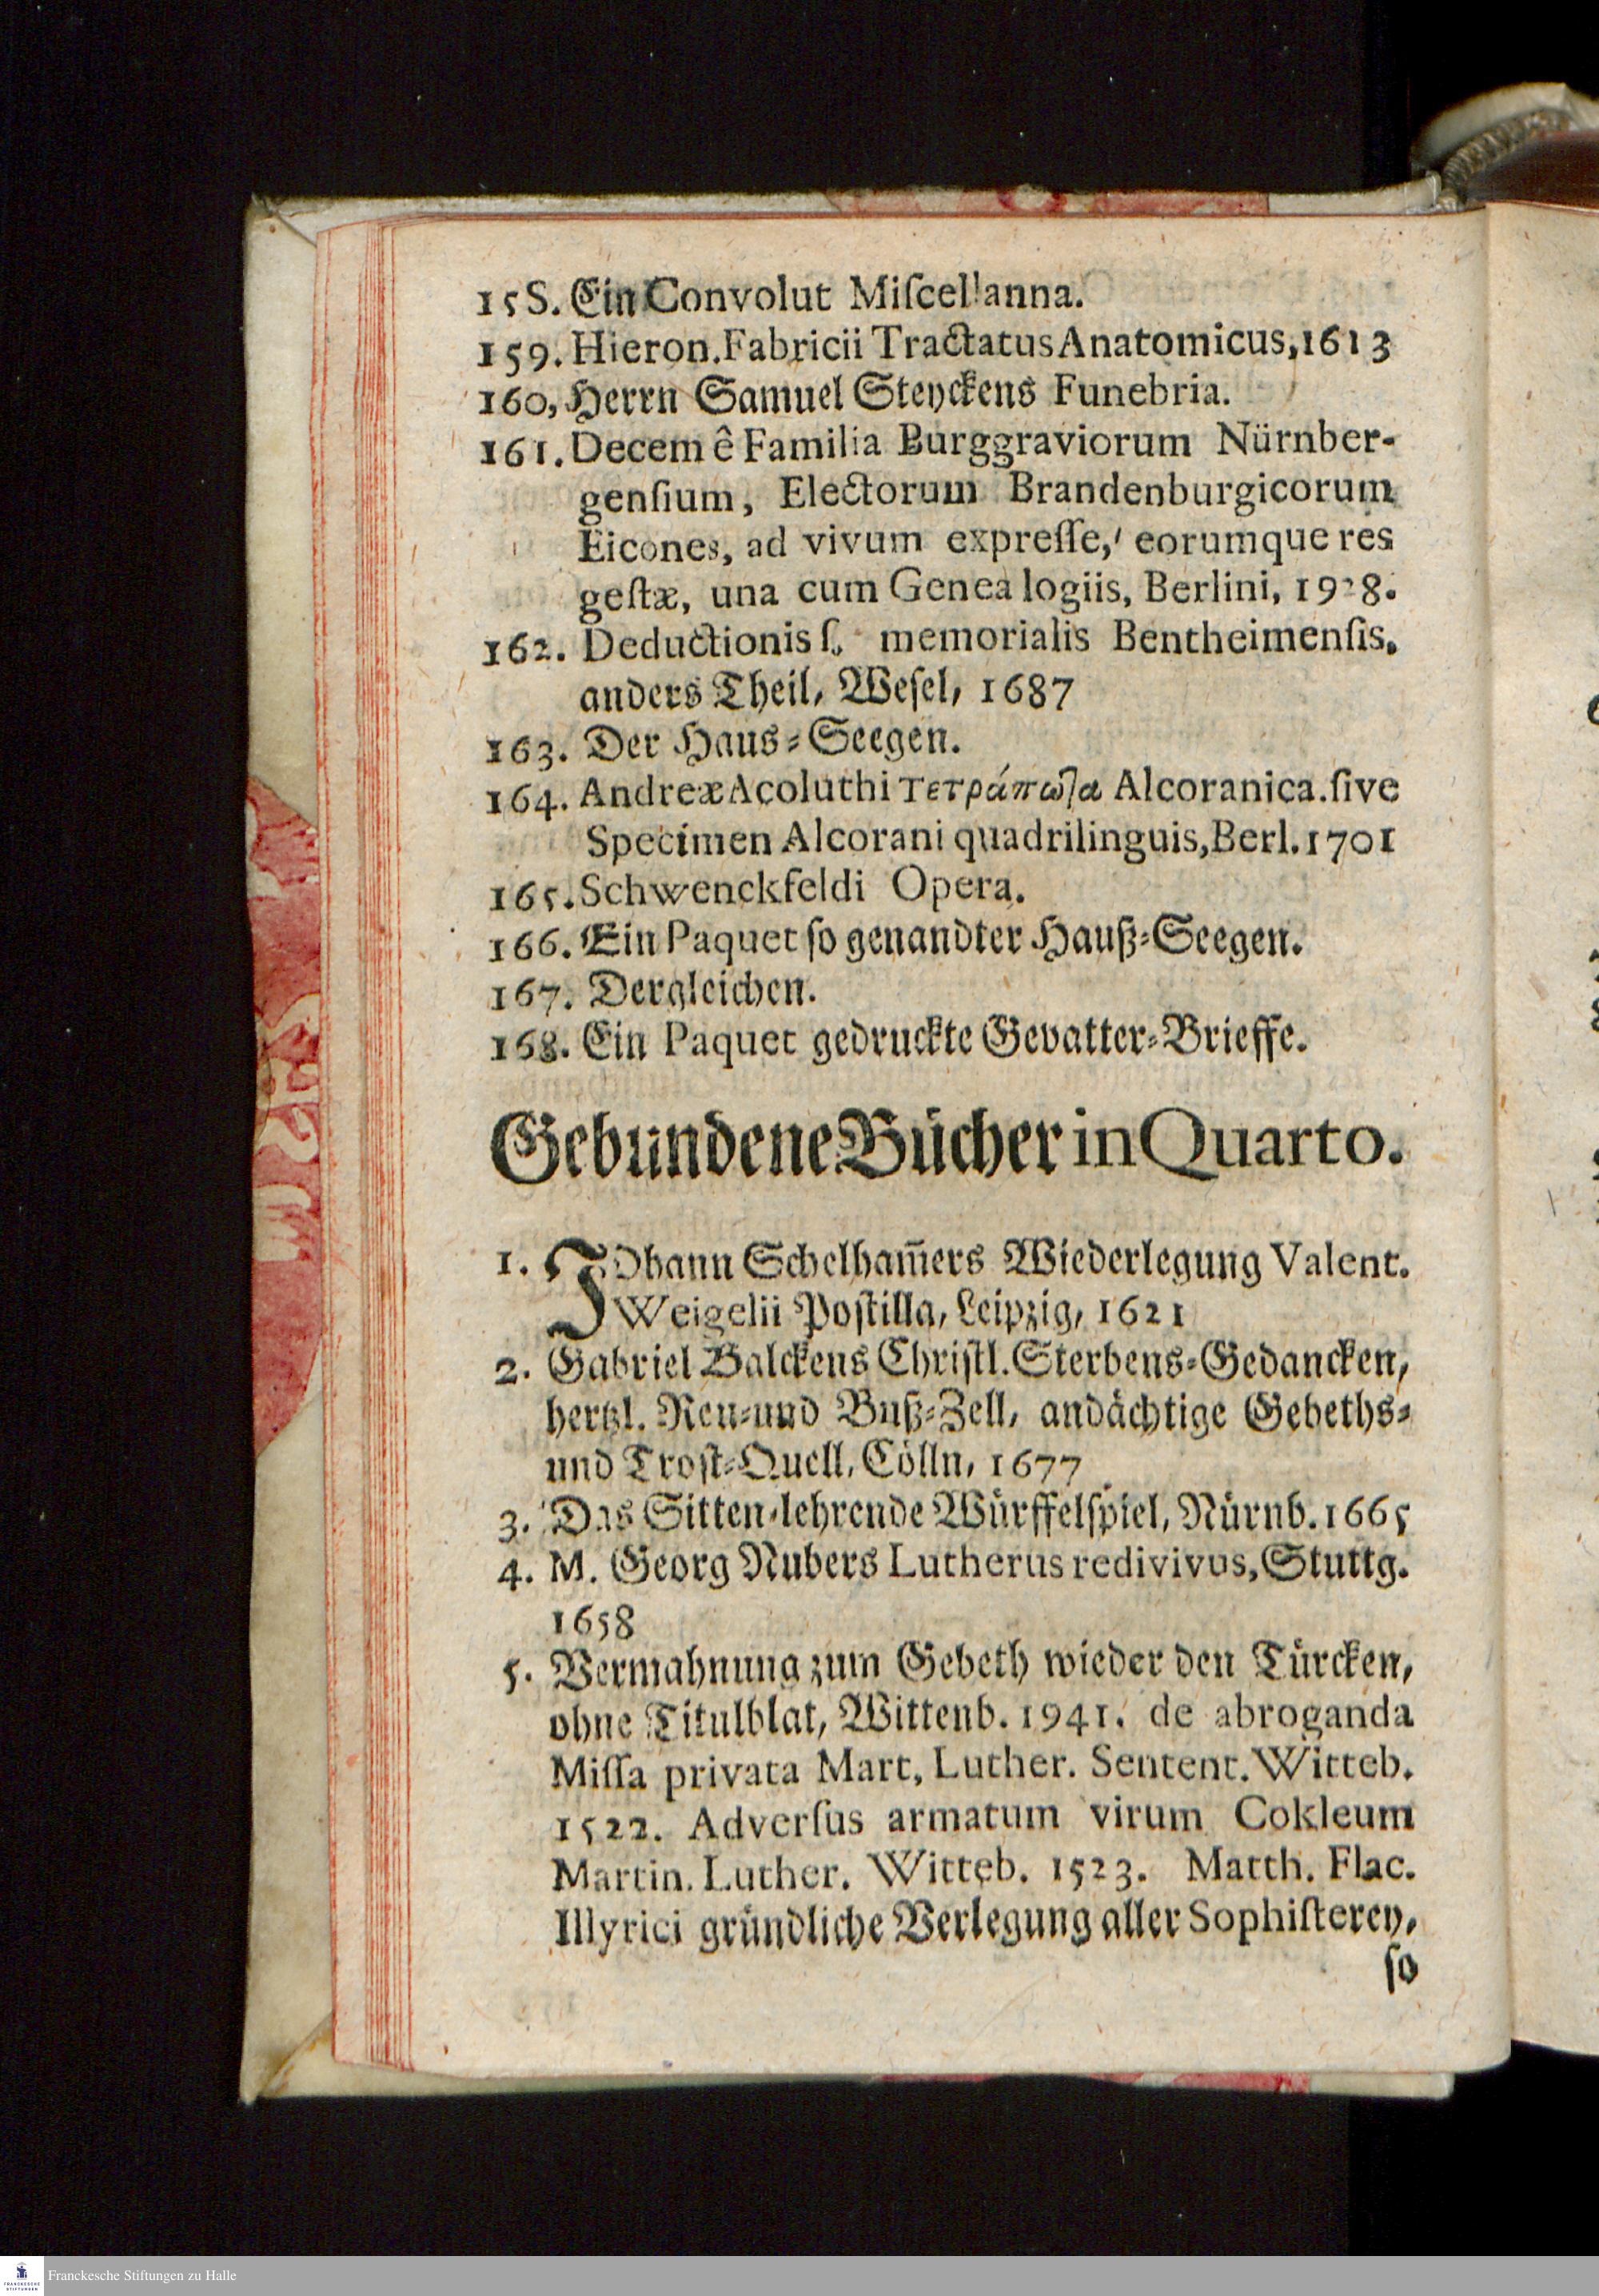 15S. Ein Convolut Miſcellanna.
159. Hieron. Fabricii Tractatus Anatomicus, 1613
160, Herrn Samuel Steyckens Funebria.
161. Decem ê Familia Burggraviorum Nürnber-
genſium, Electorum Brandenburgicorum
Eicones, ad vivum expreſſe, eorumque res
geſtæ, una cum Genea logiis, Berlini, 1928.
162. Deductionis ſ. memorialis Bentheimenſis.
anders Theil, Weſel, 1687
163. Der Haus-Seegen.
164. Andreæ Acoluthi Alcoranica. ſive
Specimen Alcorani quadrilinguis, Berl. 1701
165. Schwenckfeldi Opera.
166. Ein Paquet ſo genandter Hauß-Seegen.
167. Dergleichen.
168. Ein Paquet gedruckte Gevatter-Brieffe.
Gebundene Bücher in Quarto.
1. JOhann Schelham̃ers Wiederlegung Valent.
Weigelii Poſtilla, Leipzig, 1621
2. Gabriel Balckens Chriſtl. Sterbens-Gedancken,
hertzl. Reu-und Buß-Zell, andächtige Gebeths-
und Troſt-Quell, Cölln, 1677
3. Das Sitten-lehrende Würffelſpiel, Nürnb. 1665
4. M. Georg Nubers Lutherus redivivus, Stuttg.
1658
5. Vermahnung zum Gebeth wieder den Türcken,
ohne Titulblat, Wittenb. 1941. de abroganda
Miſſa privata Mart, Luther. Sentent. Witteb.
1522. Adverſus armatum virum Cokleum
Martin. Luther. Witteb. 1523. Matth. Flac.
Illyrici gründliche Verlegung aller Sophiſterey,
ſo
FRANCKESCHE STIFTUNGEN
Franckesche Stiftungen zu Halle